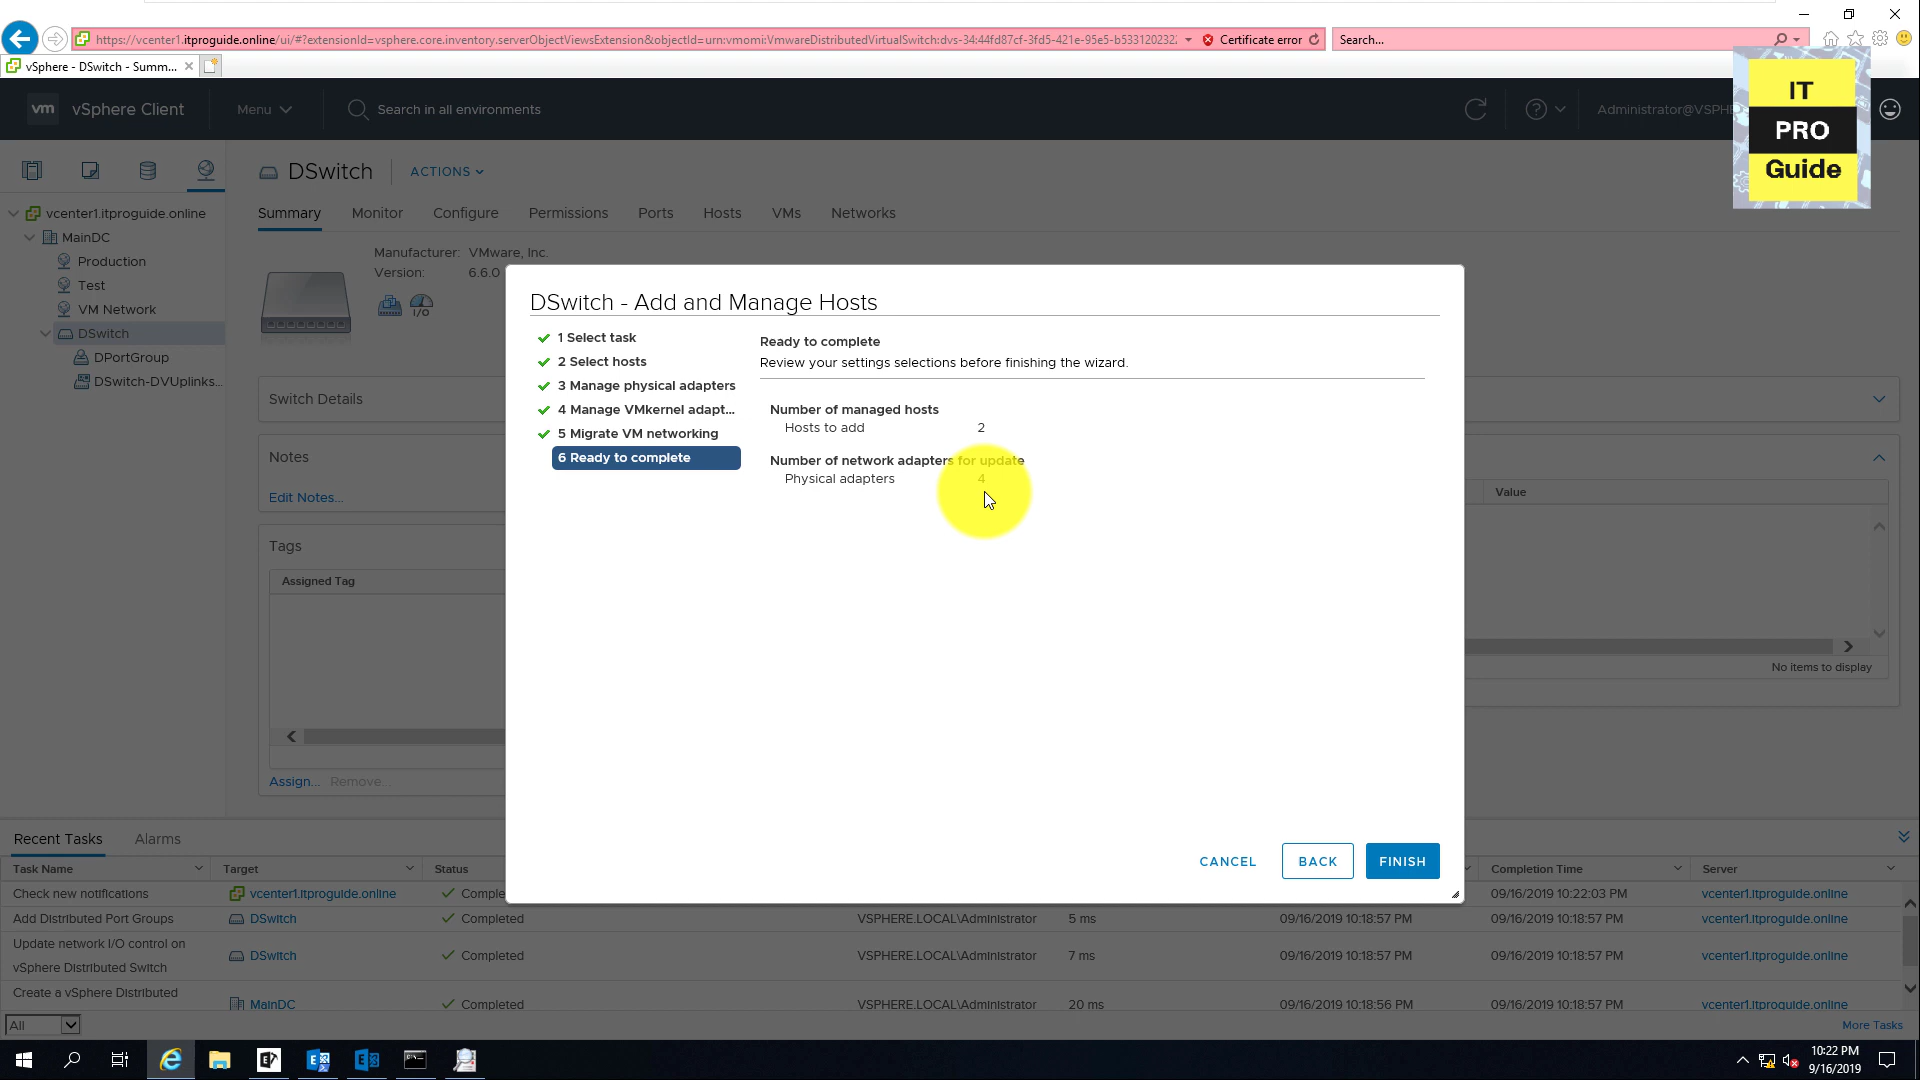 https://vcenter1.itproguide.online/ui/#?extensionId=vsphere.core.inventory.serverObjectViewsExtension&objectId=urn:vmomi:VmwareDistributedVirtualSwitch:dvs-34:44fd87cf-3fd5-421e-95e5-b533120232
Certificate error
Search...
vSphere - DSwitch - Summ...
IT
PRO
Guide
vm
vSphere Client
Menu
Search in all environments
Administrator@VSPHE
DSwitch
ACTIONS
Summary
Monitor
Configure
Permissions
Ports
Hosts
VMs
Networks
vcenter1.itproguide.online
MainDC
Production
Test
VM Network
DSwitch
DPortGroup
DSwitch-DVUplinks...
Manufacturer: VMware, Inc.
Version: 6.6.0
I/O
Switch Details
Notes
Edit Notes...
Tags
Assigned Tag
Assign...
Remove...
Value
No items to display
DSwitch - Add and Manage Hosts
1 Select task
2 Select hosts
3 Manage physical adapters
4 Manage VMkernel adapt...
5 Migrate VM networking
6 Ready to complete
Ready to complete
Review your settings selections before finishing the wizard.
Number of managed hosts
Hosts to add 2
Number of network adapters for update
Physical adapters 4
CANCEL
BACK
FINISH
Recent Tasks
Alarms
Task Name
Target
Status
Completion Time
Server
Check new notifications vcenter1.itproguide.online Comple 09/16/2019 10:22:03 PM vcenter1.itproguide.online
Add Distributed Port Groups DSwitch Completed VSPHERE.LOCAL\Administrator 5 ms 09/16/2019 10:18:57 PM 09/16/2019 10:18:57 PM vcenter1.itproguide.online
Update network I/O control on
vSphere Distributed Switch
DSwitch Completed VSPHERE.LOCAL\Administrator 7 ms 09/16/2019 10:18:57 PM 09/16/2019 10:18:57 PM vcenter1.itproguide.online
Create a vSphere Distributed
MainDC Completed VSPHERE.LOCAL\Administrator 20 ms 09/16/2019 10:18:56 PM 09/16/2019 10:18:57 PM vcenter1.itproguide.online
All
More Tasks
10:22 PM
9/16/2019